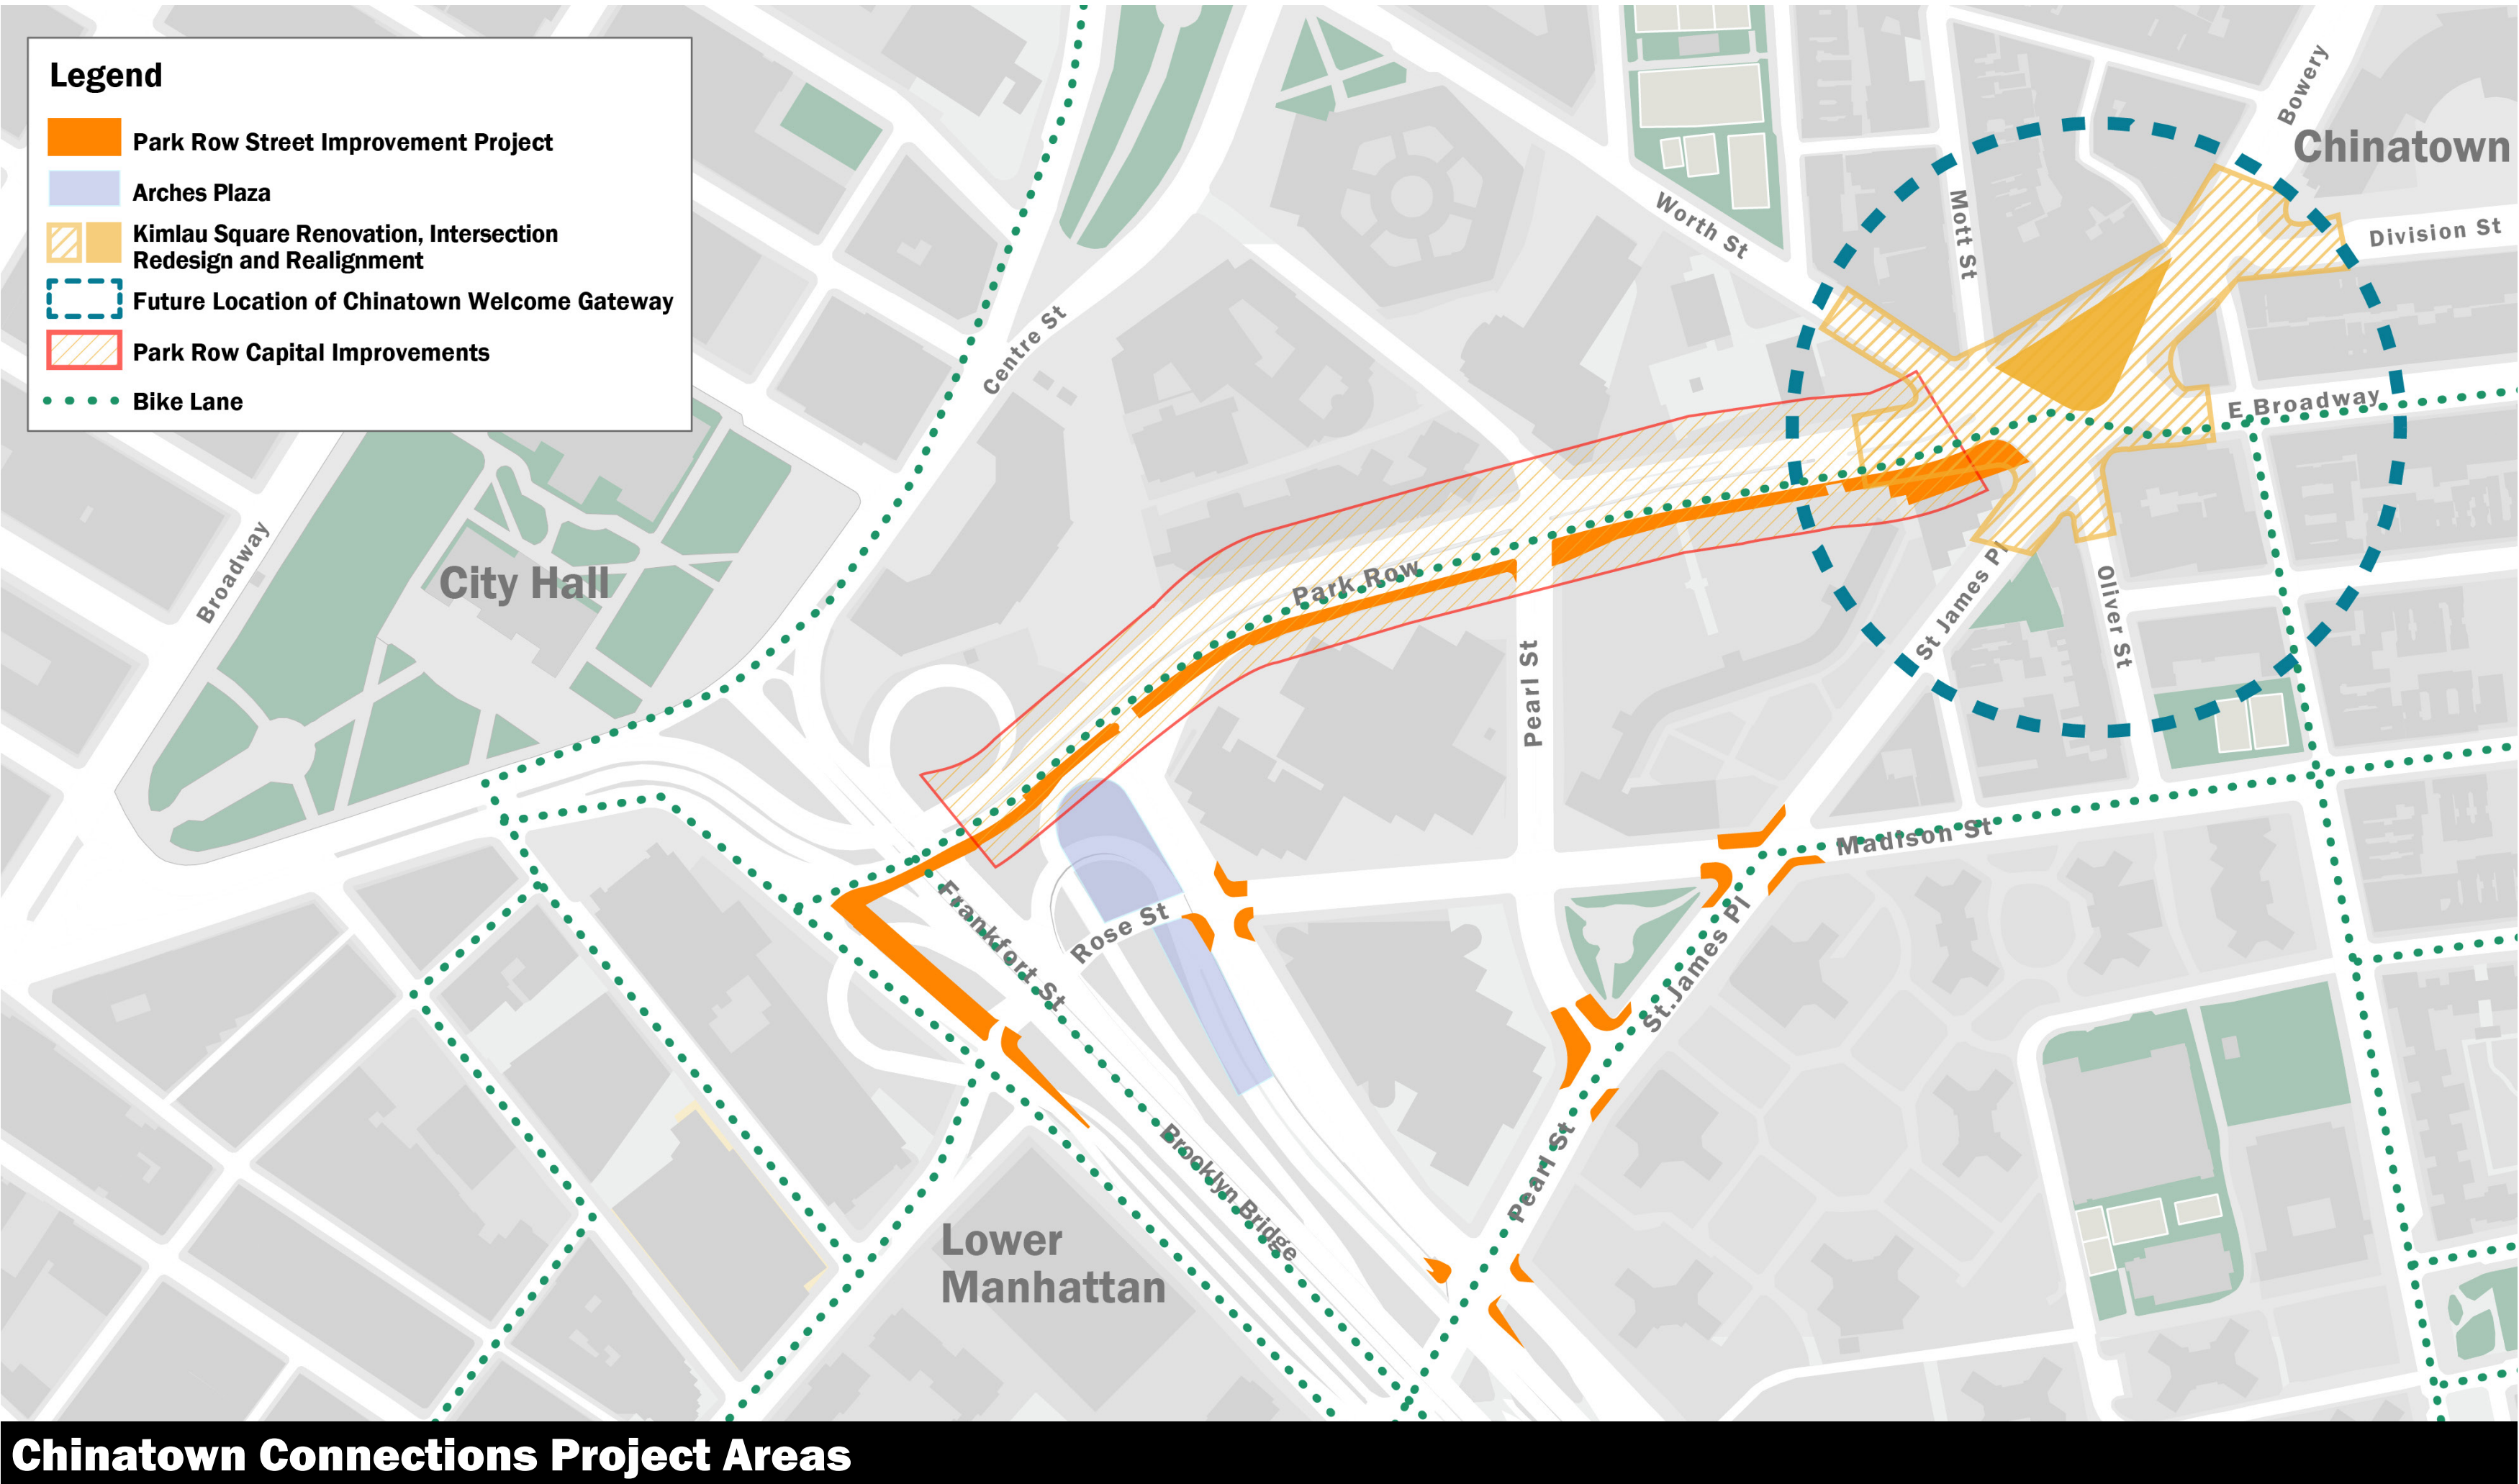 Legend
Park Row Street Improvement Project
Arches Plaza
Kimlau Square Renovation, Intersection
Redesign and Realignment
Future Location of Chinatown Welcome Gateway
Park Row Capital Improvements
Bike Lane
Bowery
Chinatown
Worth St
Mott St
Division St
Centre St
E Broadway
Broadway
City Hall
Park Row
St James Pl
Oliver St
Pearl St
Madison St
Frankfort St
Rose St
St.James Pl
Pearl St
Brooklyn Bridge
Lower
Manhattan
Chinatown Connections Project Areas